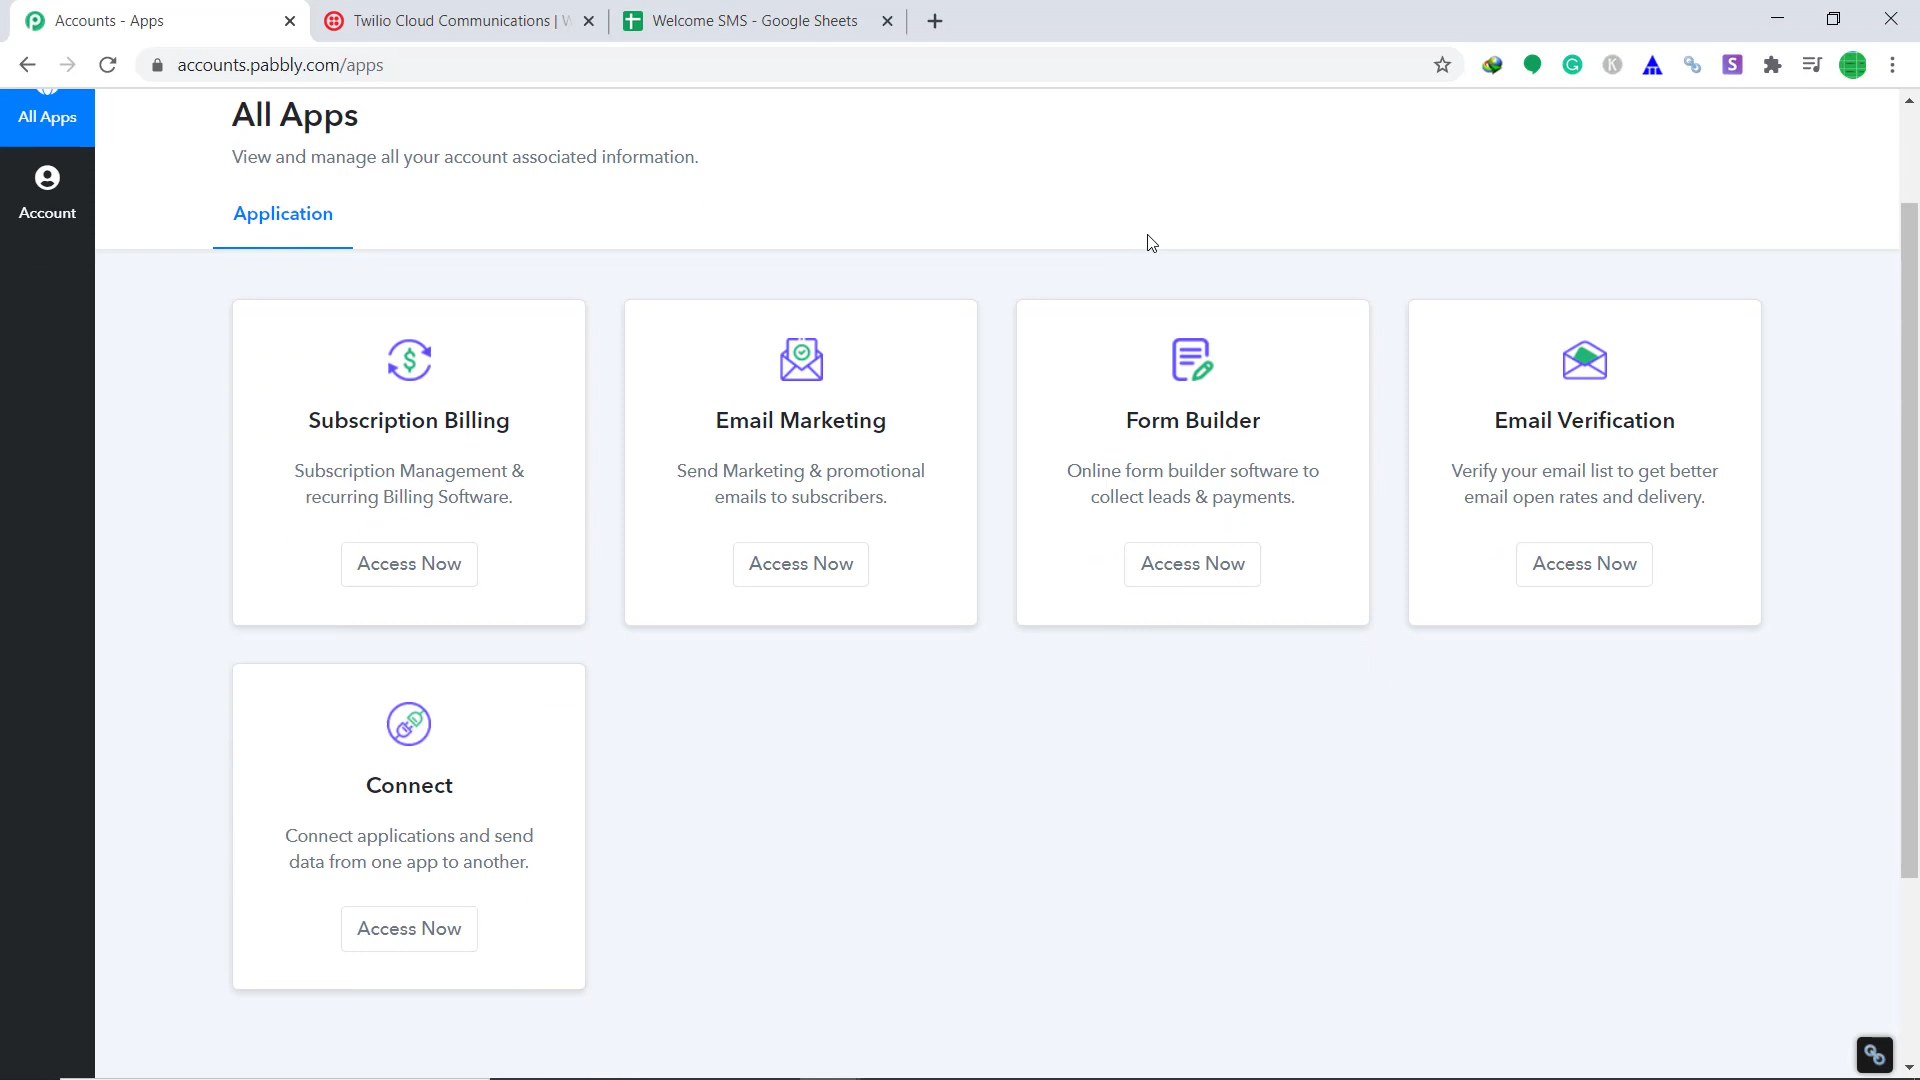 Accounts - Apps
Twilio Cloud Communications |
Welcome SMS - Google Sheets
accounts.pabbly.com/apps
All Apps
Account
All Apps
View and manage all your account associated information.
Application
Subscription Billing
Subscription Management &
recurring Billing Software.
Access Now
Email Marketing
Send Marketing & promotional
emails to subscribers.
Access Now
Form Builder
Online form builder software to
collect leads & payments.
Access Now
Email Verification
Verify your email list to get better
email open rates and delivery.
Access Now
Connect
Connect applications and send
data from one app to another.
Access Now